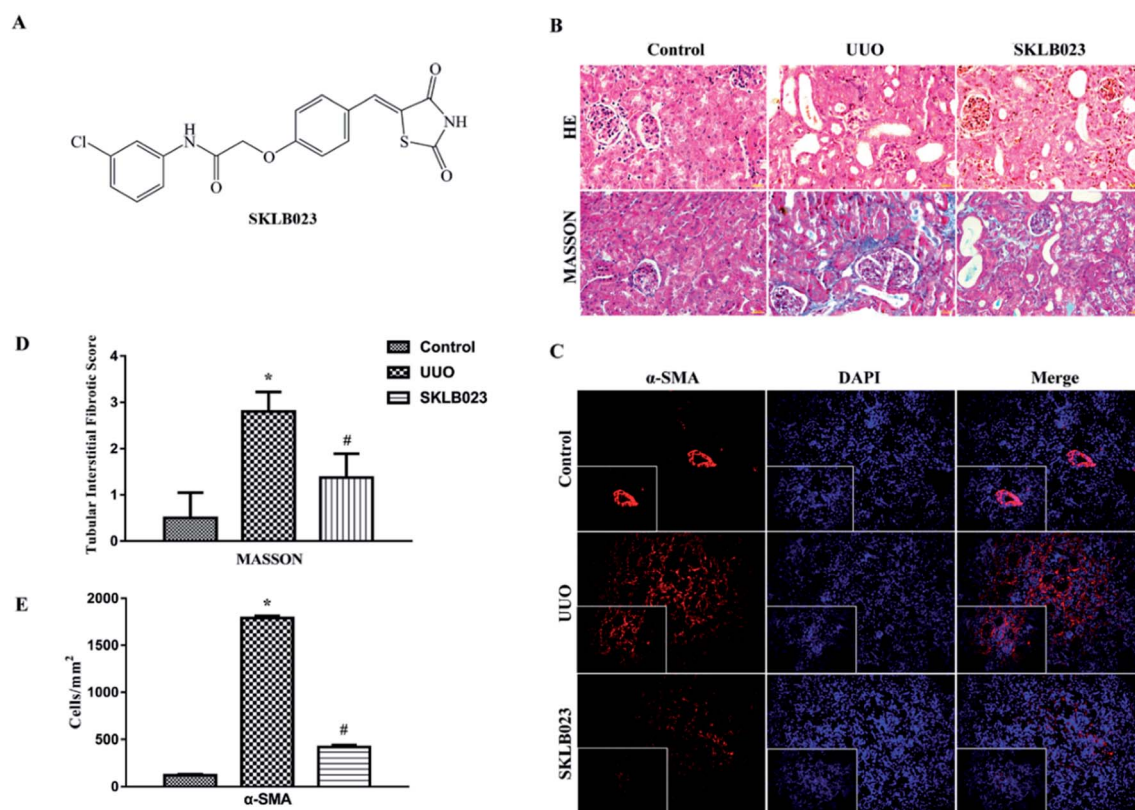 A
Cl
H
N
O
O
O
NH
S
O
SKLB023
B
Control UUO SKLB023
HE
MASSON
D
Tubular Interstitial Fibrotic Score
4
3
2
1
0
*
#
MASSON
Control
UUO
SKLB023
E
Cells/mm²
2000
1500
1000
500
0
*
#
α-SMA
C
α-SMA DAPI Merge
Control
UUO
SKLB023